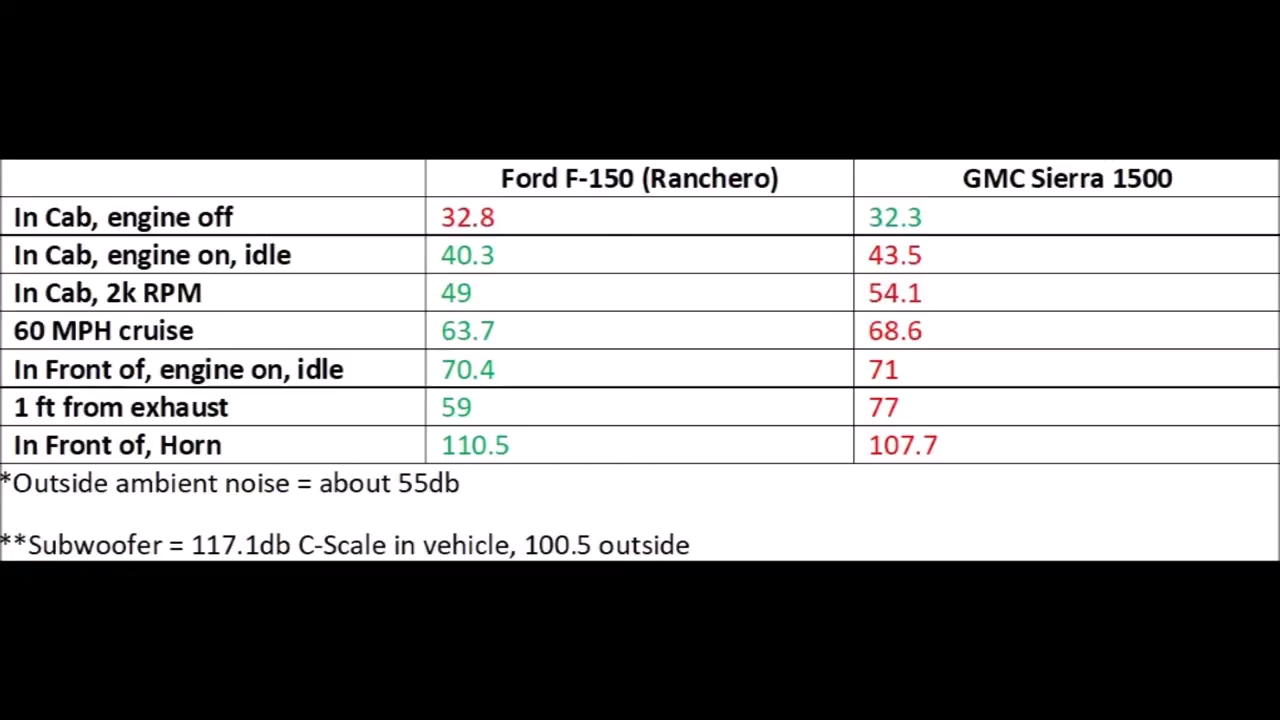 Ford F-150 (Ranchero) GMC Sierra 1500
In Cab, engine off 32.8 32.3
In Cab, engine on, idle 40.3 43.5
In Cab, 2k RPM 49 54.1
60 MPH cruise 63.7 68.6
In Front of, engine on, idle 70.4 71
1 ft from exhaust 59 77
In Front of, Horn 110.5 107.7
*Outside ambient noise = about 55db
**Subwoofer = 117.1db C-Scale in vehicle, 100.5 outside